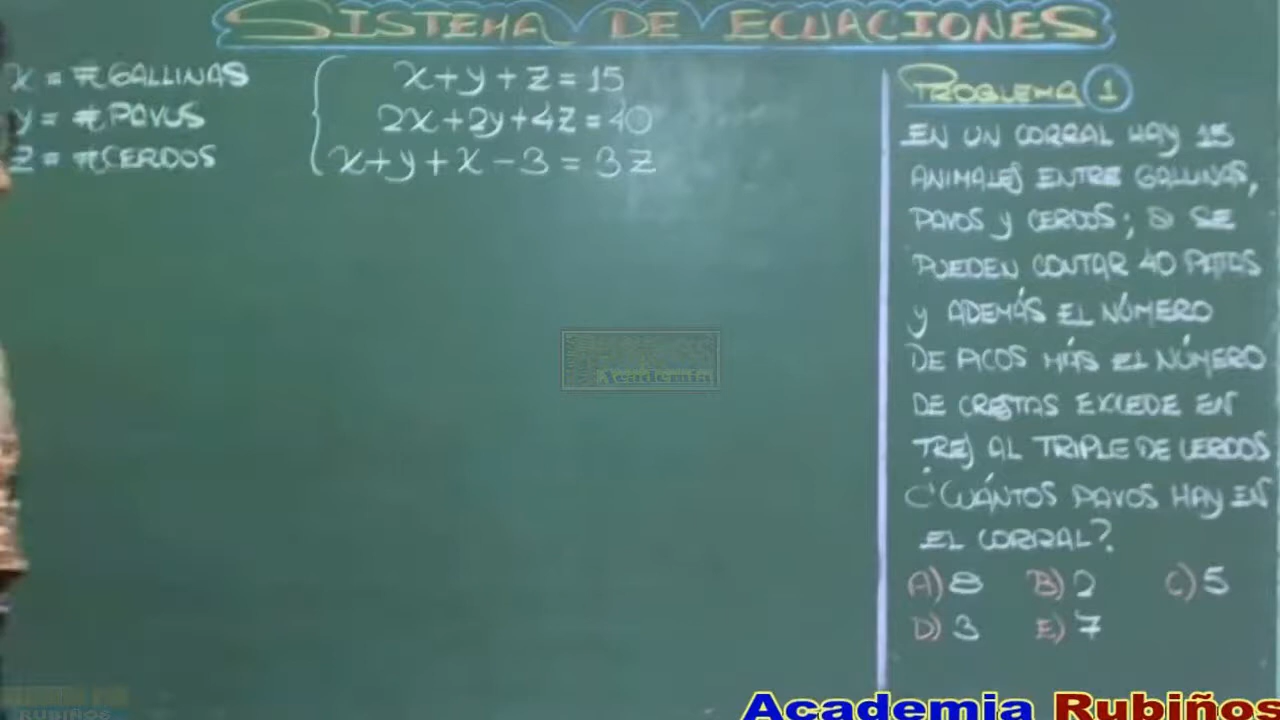 SISTEMA DE ECUACIONES
x = # GALLINAS
y = # PAVOS
z = # CERDOS
x + y + z = 15
2x + 2y + 4z = 40
x + y + x - 3 = 3z
PROBLEMA 1
EN UN CORRAL HAY 15
ANIMALES ENTRE GALLINAS,
PAVOS Y CERDOS; SI SE
PUEDEN CONTAR 40 PATAS
Y ADEMÁS EL NÚMERO
DE PICOS MÁS EL NÚMERO
DE CRESTAS EXCEDE EN
TRES AL TRIPLE DE CERDOS
¿CUÁNTOS PAVOS HAY EN
EL CORRAL?
A) 8 B) 2 C) 5
D) 3 E) 7
Academia
RUBIÑOS
Academia Rubiños